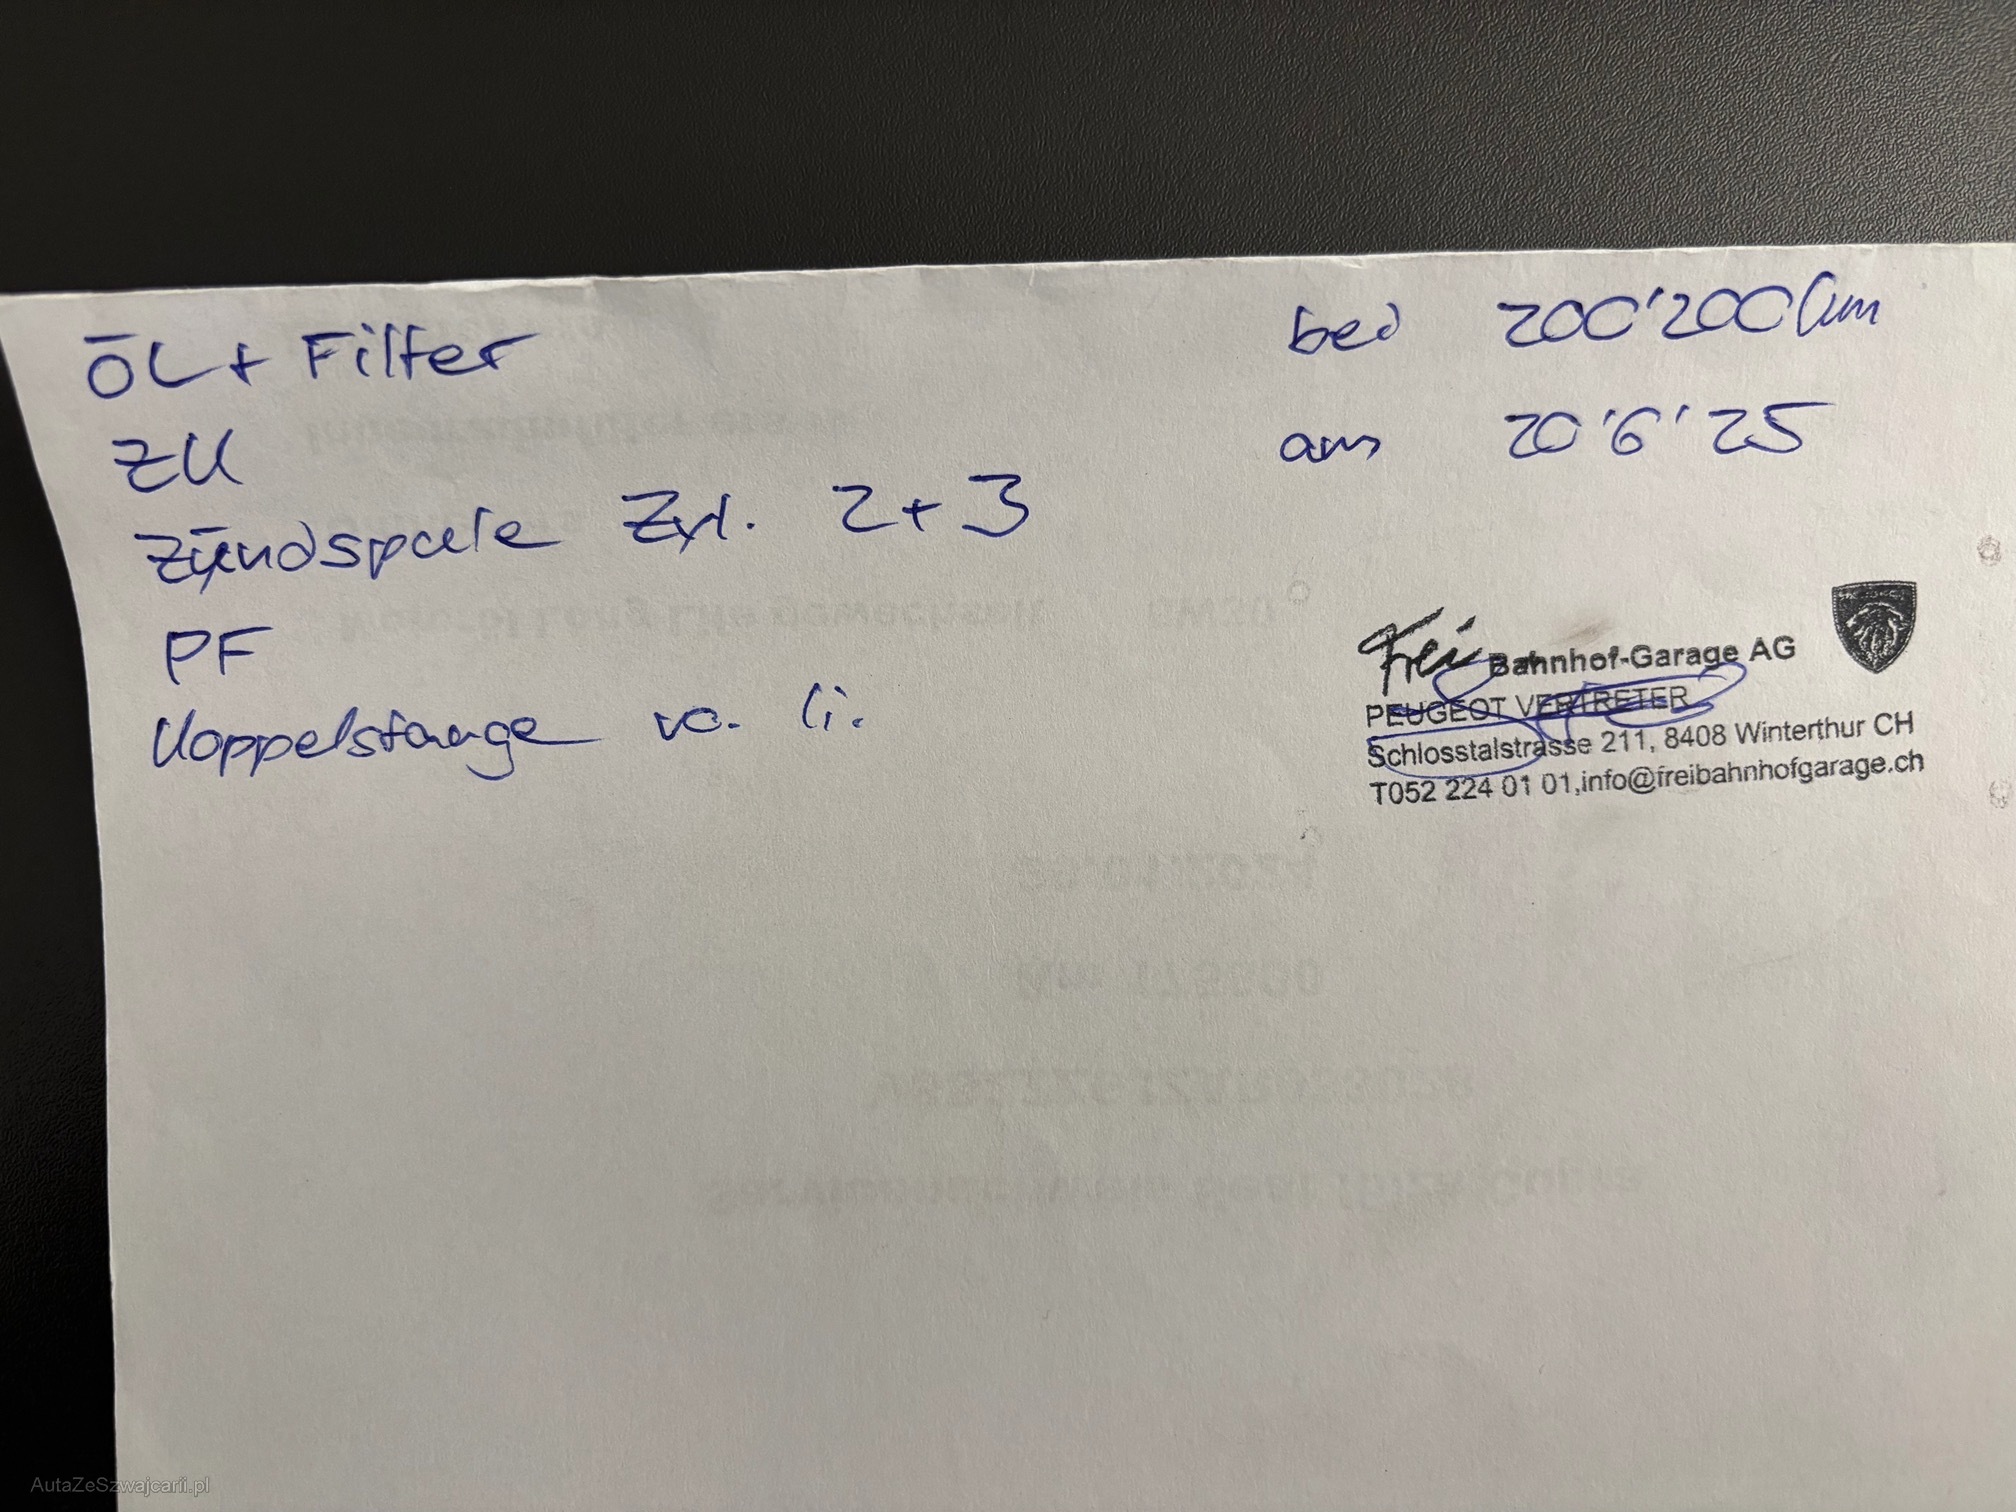 ÖL + Filter
bei 200'200 km
ZK
am 20'6'25
Zündspule Zyl. 2+3
PF
Koppelstange vo. li.
Frei Bahnhof-Garage AG
PEUGEOT VERTRETER
Schlosstalstrasse 211, 8408 Winterthur CH
T052 224 01 01,info@freibahnhofgarage.ch
AutaZeSzwajcarii.pl